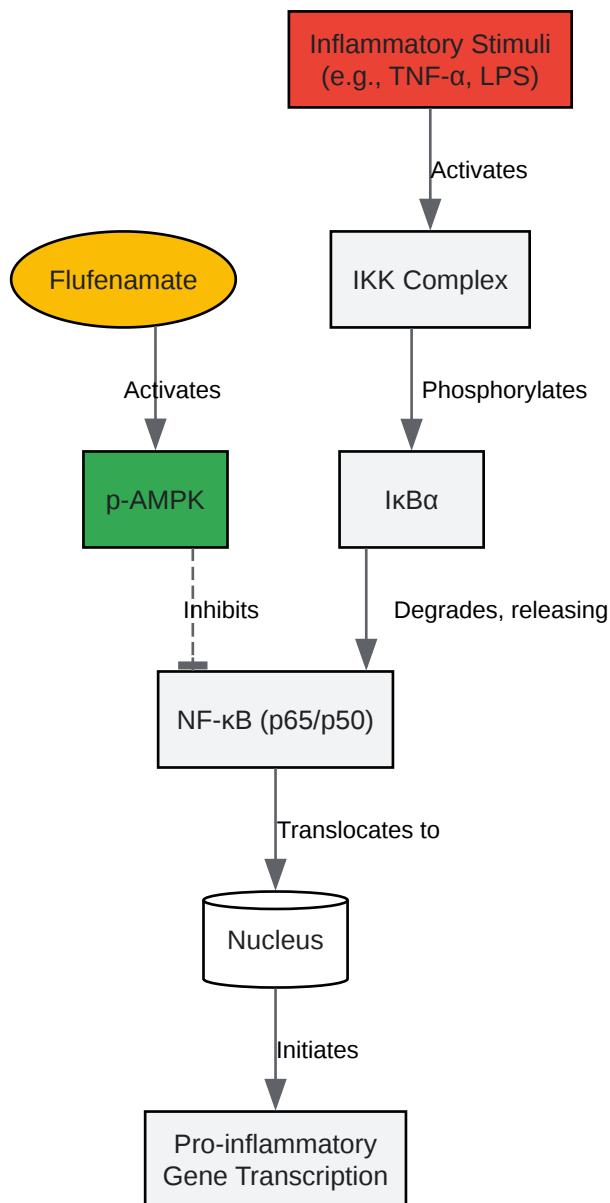 Inflammatory Stimuli
(e.g., TNF-α, LPS)
Activates
Flufenamate
IKK Complex
Activates
Phosphorylates
p-AMPK
IκBα
Inhibits
Degrades, releasing
NF-κB (p65/p50)
Translocates to
Nucleus
Initiates
Pro-inflammatory
Gene Transcription